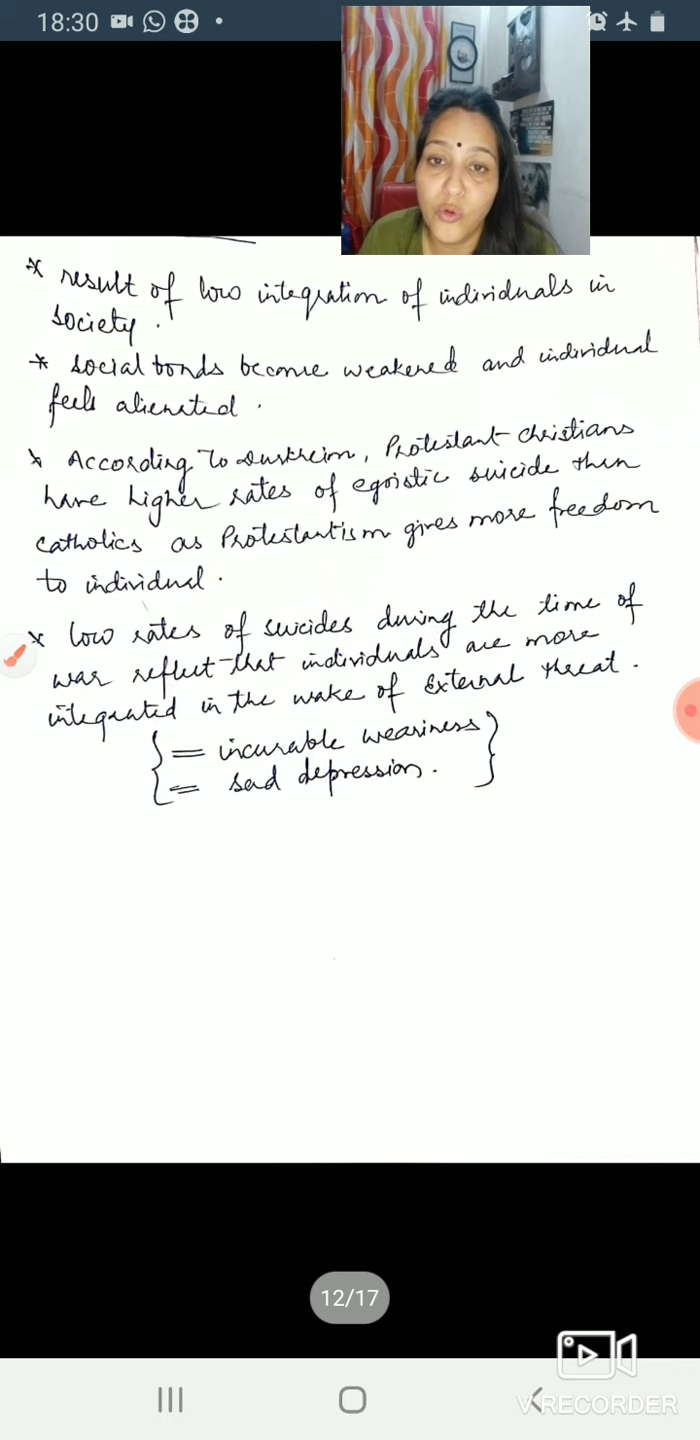 18:30
* result of low integration of individuals in
society.
* Social bonds become weakened and individual
feels alienated.
* According to Durkheim, Protestant christians
have higher rates of egoistic suicide then
catholics as Protestantism gives more freedom
to individual.
* low rates of suicides during the time of
war reflect that individuals are more
integrated in the wake of external threat.
{ = incurable weariness }
= sad depression.
12/17
V RECORDER